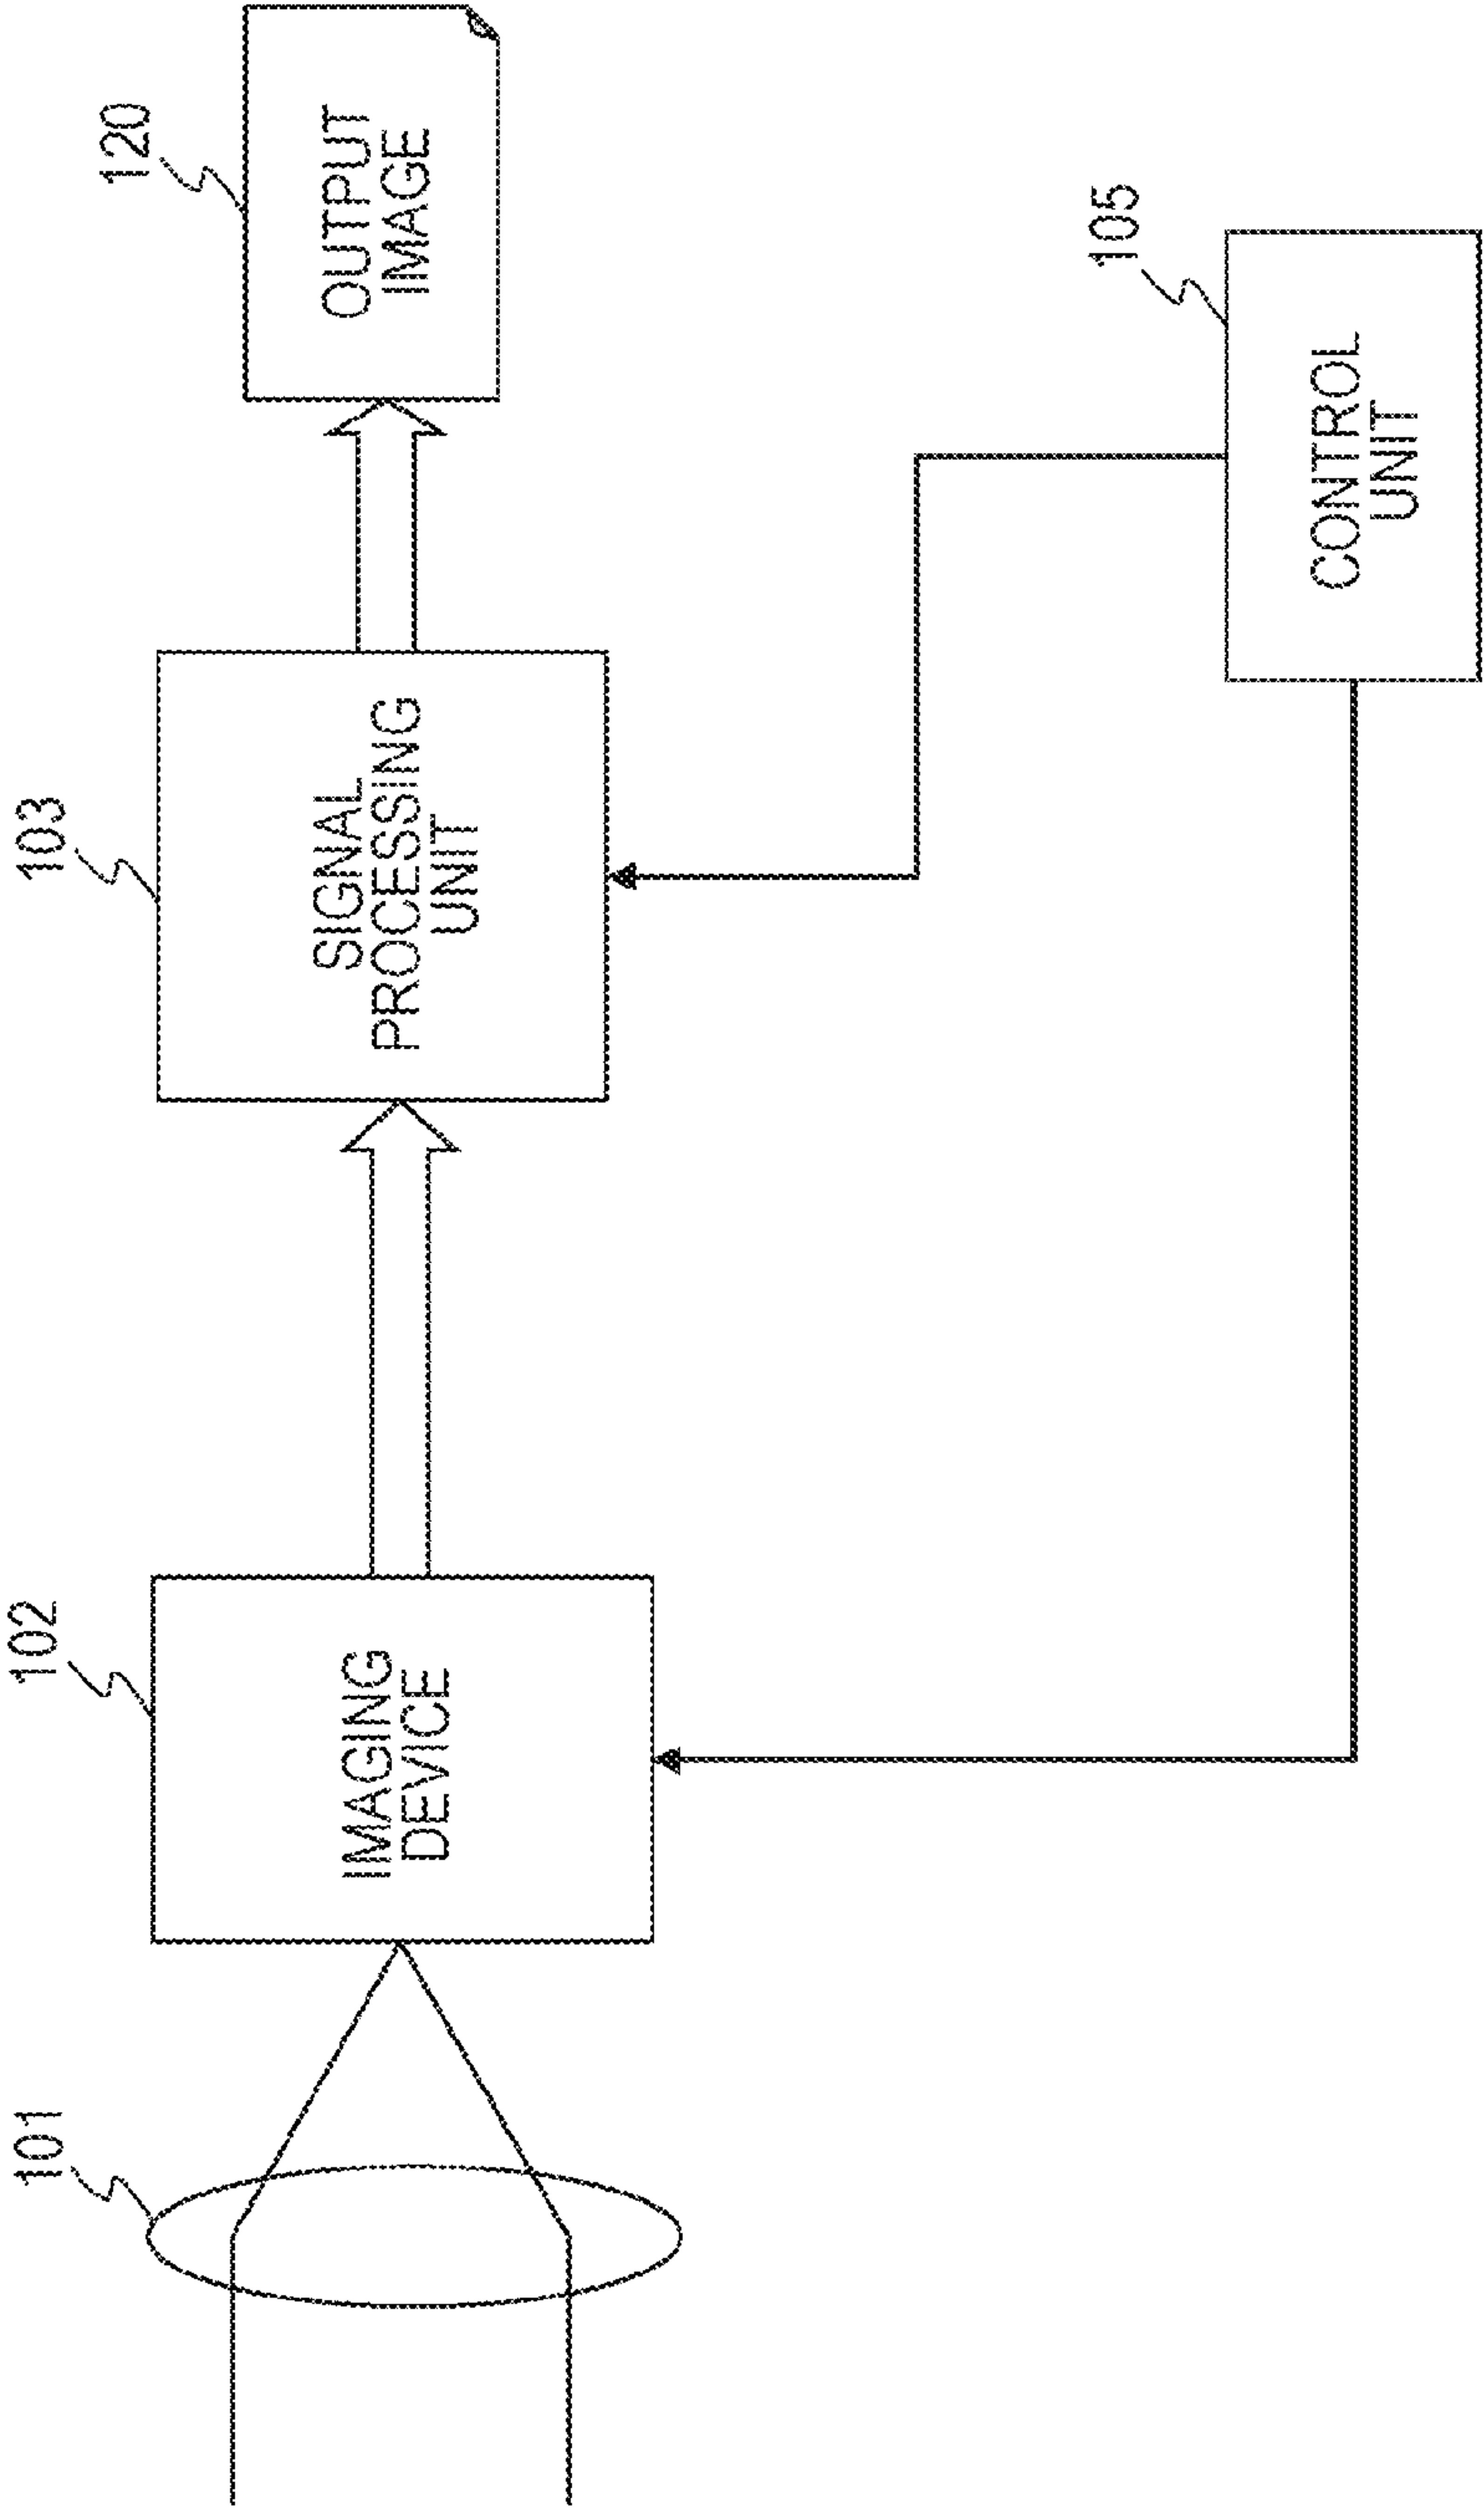 101
102
IMAGING
DEVICE
103
SIGNAL
PROCESSING
UNIT
120
OUTPUT
IMAGE
105
CONTROL
UNIT